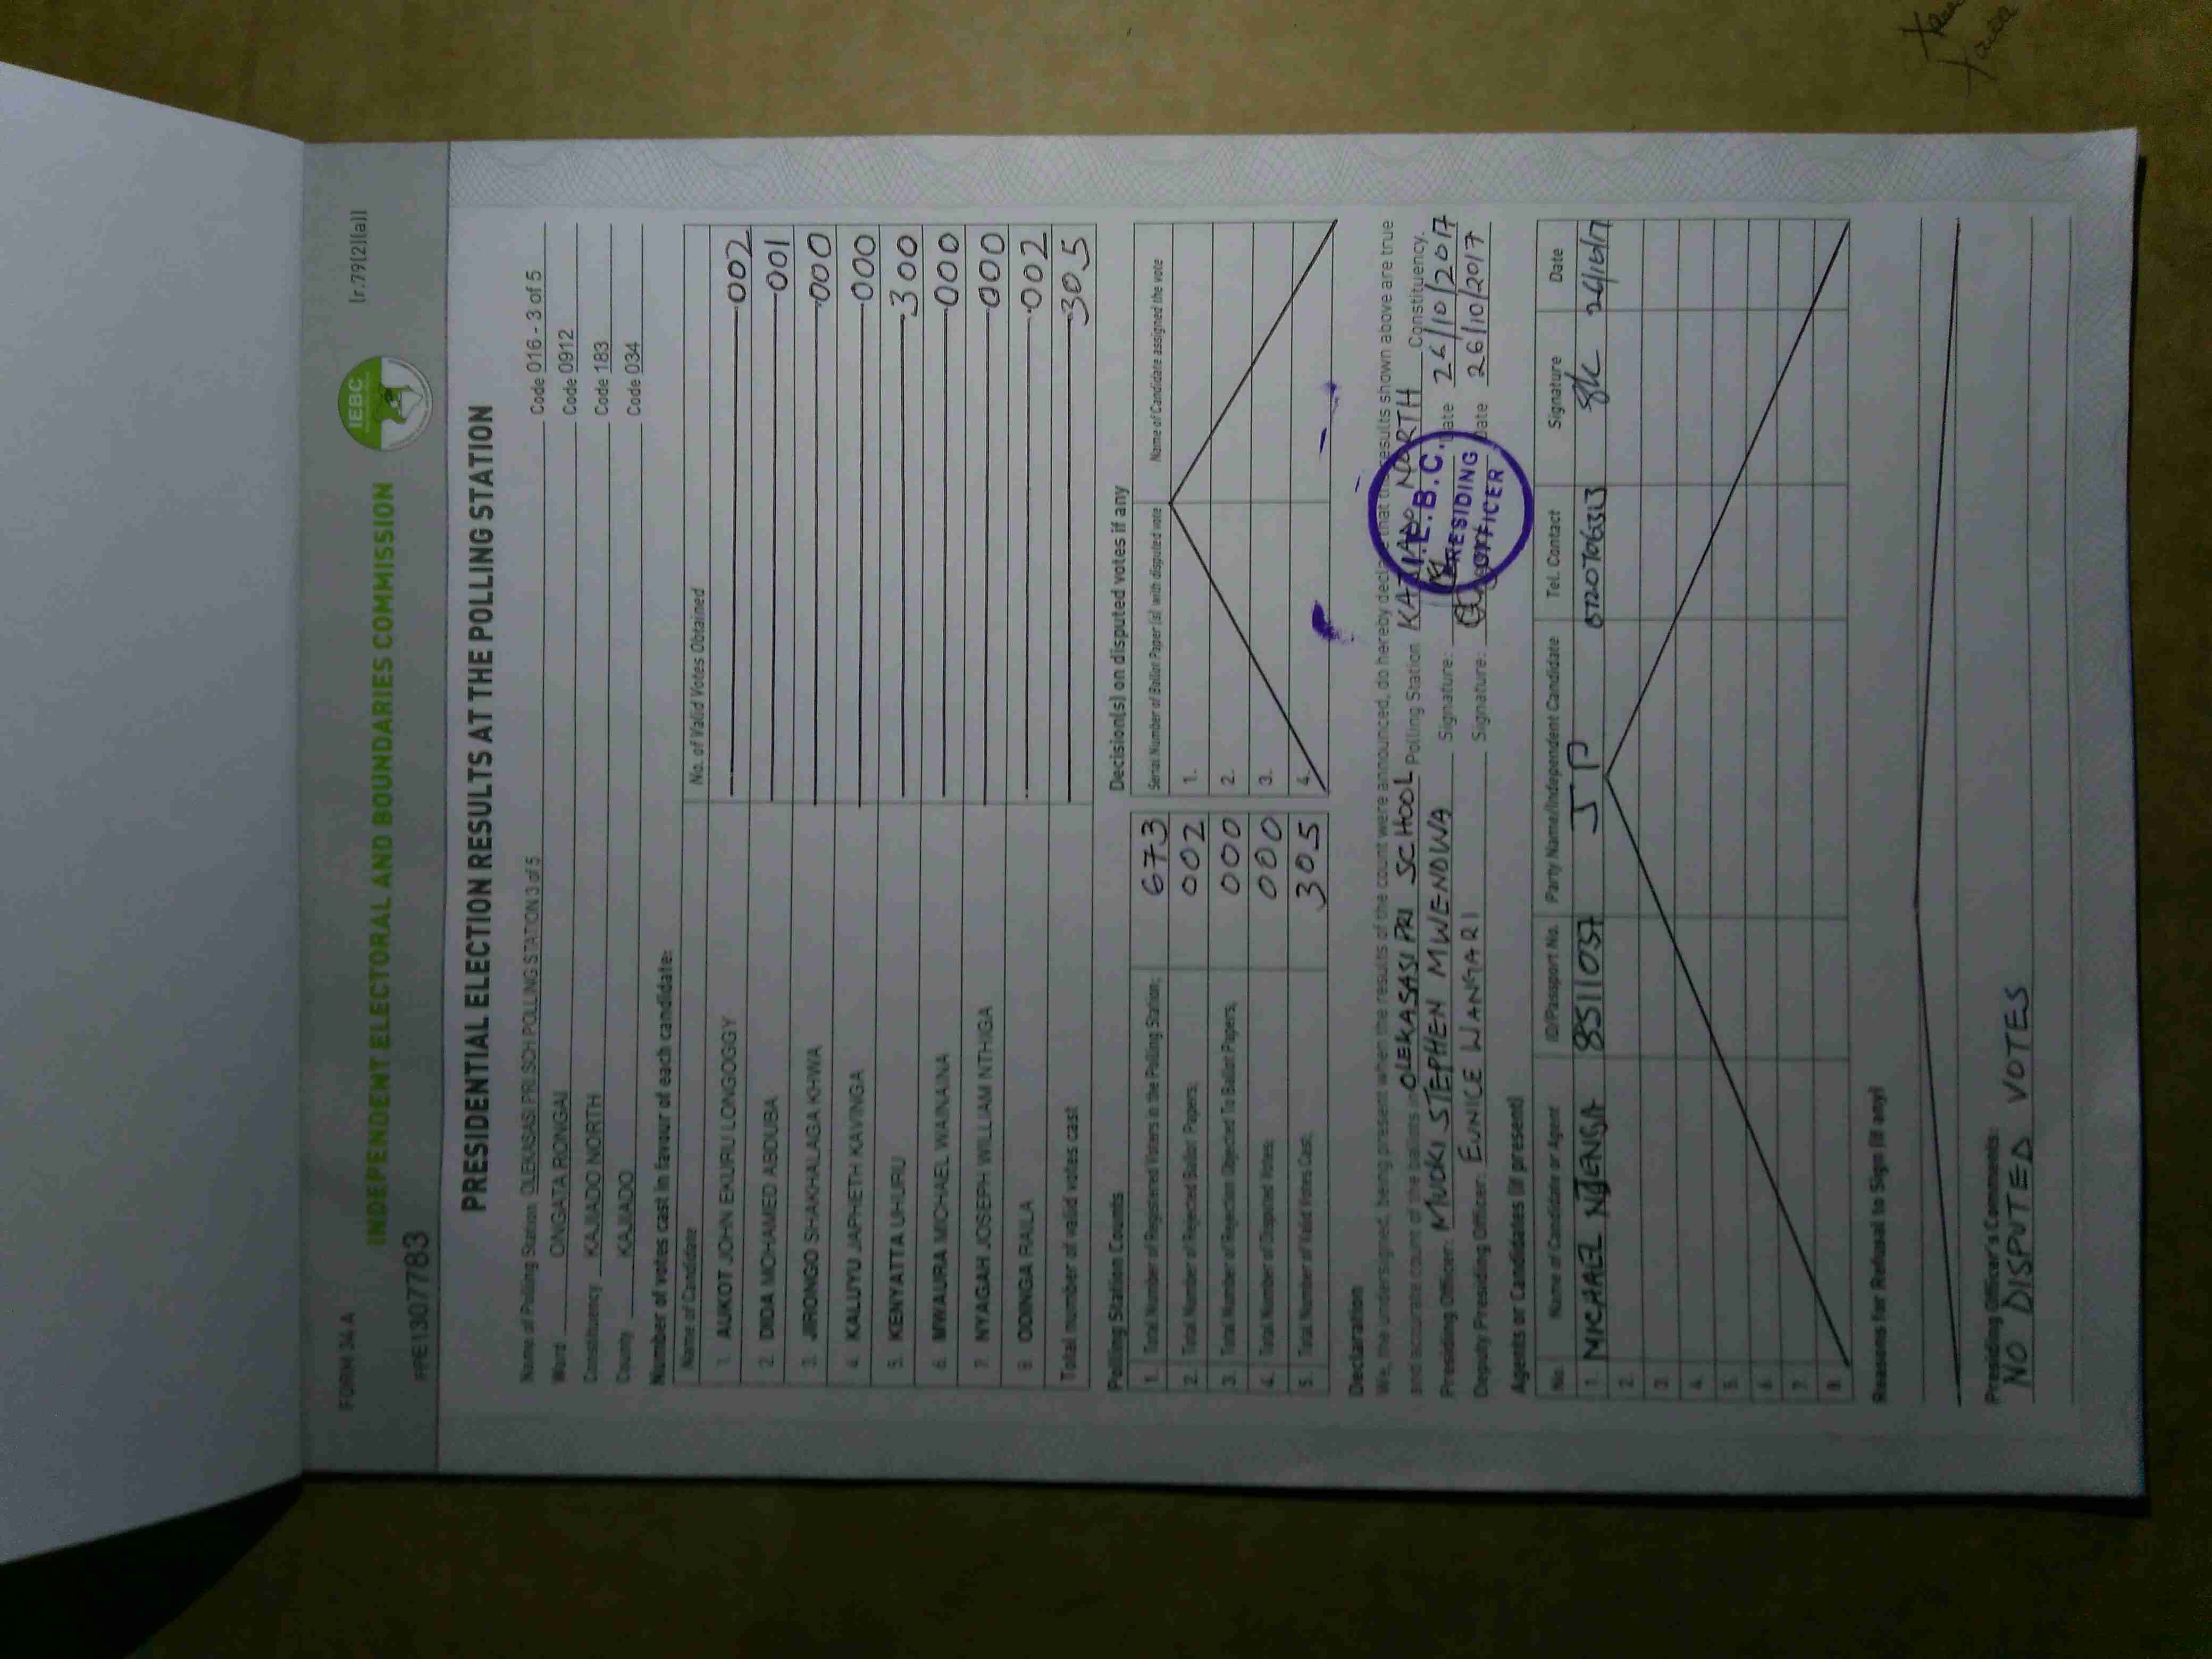 FORM 34 A
INDEPENDENT ELECTORAL AND BOUNDARIES COMMISSION
IEBC
[r.79(2)(a)]
PRE1307783
PRESIDENTIAL ELECTION RESULTS AT THE POLLING STATION
Name of Polling Station OLEKASASI PRI SCH POLLING STATION 3 of 5 Code 016 - 3 of 5
Ward ONGATA RONGAI Code 0912
Constituency KAJIADO NORTH Code 183
County KAJIADO Code 034
Number of votes cast in favour of each candidate:
Name of Candidate No. of Valid Votes Obtained
1. AUKOT JOHN EKURU LONGOGGY 002
2. DIDA MOHAMED ABDUBA 001
3. JIRONGO SHAKHALAGA KHWA 000
4. KALUYU JAPHETH KAVINGA 000
5. KENYATTA UHURU 300
6. MWAURA MICHAEL WAINAINA 000
7. NYAGAH JOSEPH WILLIAM NTHIGA 000
8. ODINGA RAILA 002
Total number of valid votes cast 305
Polling Station Counts
1. Total Number of Registered Voters in the Polling Station; 673
2. Total Number of Rejected Ballot Papers; 002
3. Total Number of Rejection Objected To Ballot Papers; 000
4. Total Number of Disputed Votes; 000
5. Total Number of Valid Votes Cast; 305
Decision(s) on disputed votes if any
Serial Number of Ballot Paper (s) with disputed vote Name of Candidate assigned the vote
1.
2.
3.
4.
Declaration
We, the undersigned, being present when the results of the count were announced, do hereby declare that the results shown above are true
and accurate count of the ballots in OLEKASASI PRI SCHOOL Polling Station KAJIADO NORTH Constituency.
Presiding Officer: MUOKI STEPHEN MWENDWA Signature: Date 26/10/2017
Deputy Presiding Officer: EUNICE WANGARI Signature: Date 26/10/2017
I.E.B.C.
PRESIDING
OFFICER
Agents or Candidates (if present)
No. Name of Candidate or Agent ID/Passport No. Party Name/Independent Candidate Tel. Contact Signature Date
1. MICHAEL NJENGA 8511037 JP 26/10/17
2.
3.
4.
5.
6.
7.
8.
Reasons for Refusal to Sign (if any)
Presiding Officer's Comments:
NO DISPUTED VOTES